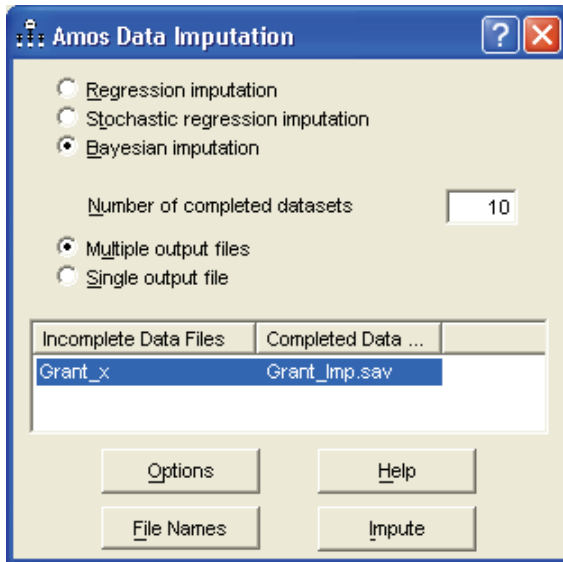 Amos Data Imputation
Regression imputation
Stochastic regression imputation
Bayesian imputation
Number of completed datasets 10
Multiple output files
Single output file
Incomplete Data Files Completed Data ...
Grant_x Grant_Imp.sav
Options Help
File Names Impute